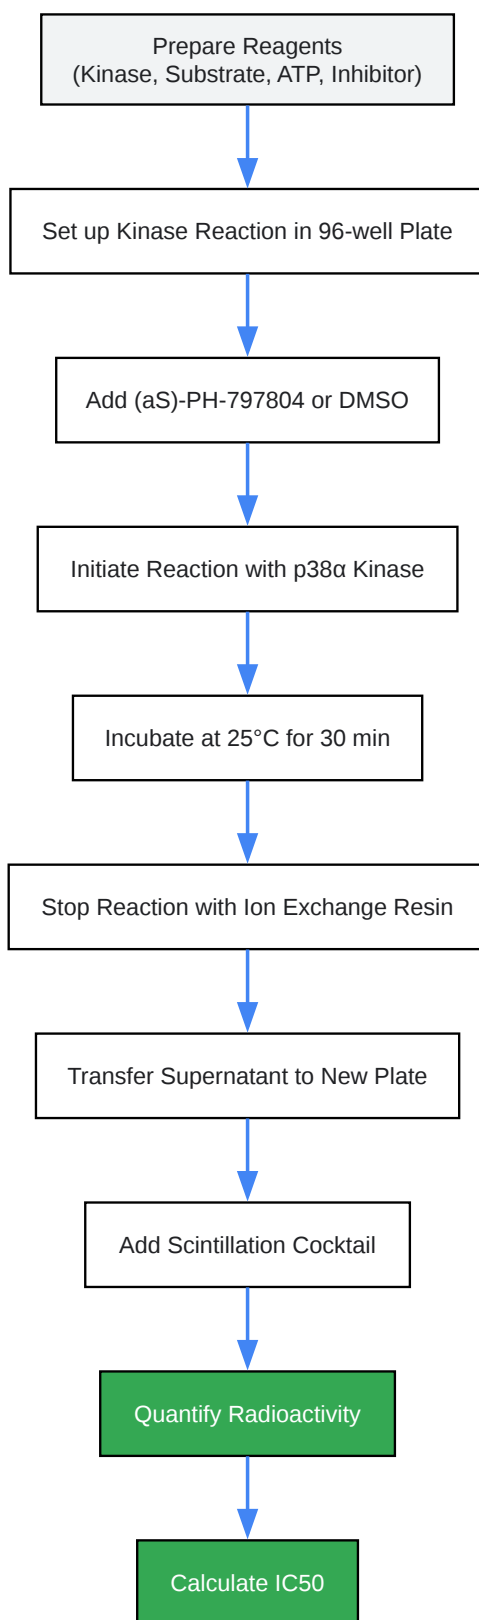 Prepare Reagents
(Kinase, Substrate, ATP, Inhibitor)
Set up Kinase Reaction in 96-well Plate
Add (aS)-PH-797804 or DMSO
Initiate Reaction with p38α Kinase
Incubate at 25°C for 30 min
Stop Reaction with Ion Exchange Resin
Transfer Supernatant to New Plate
Add Scintillation Cocktail
Quantify Radioactivity
Calculate IC50